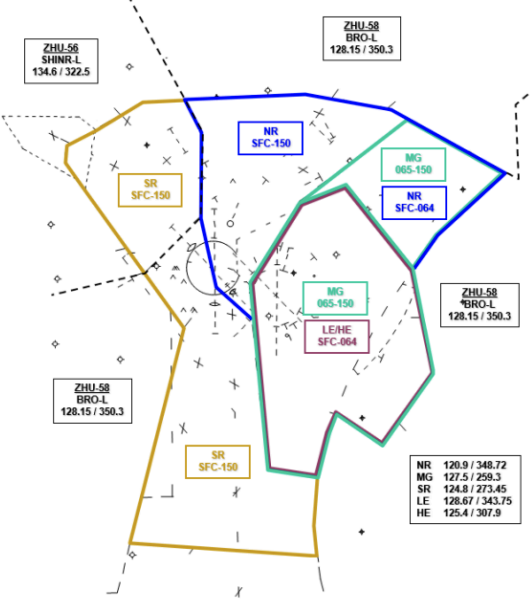 ZHU-58
BRO-L
128.15 / 350.3
ZHU-56
SHINR-L
134.6 / 322.5
NR
SFC-150
MG
065-150
SR
SFC-150
NR
SFC-064
MG
065-150
ZHU-58
BRO-L
128.15 / 350.3
LE/HE
SFC-064
ZHU-58
BRO-L
128.15 / 350.3
SR
SFC-150
NR 120.9 / 348.72
MG 127.5 / 259.3
SR 124.8 / 273.45
LE 128.67 / 343.75
HE 125.4 / 307.9